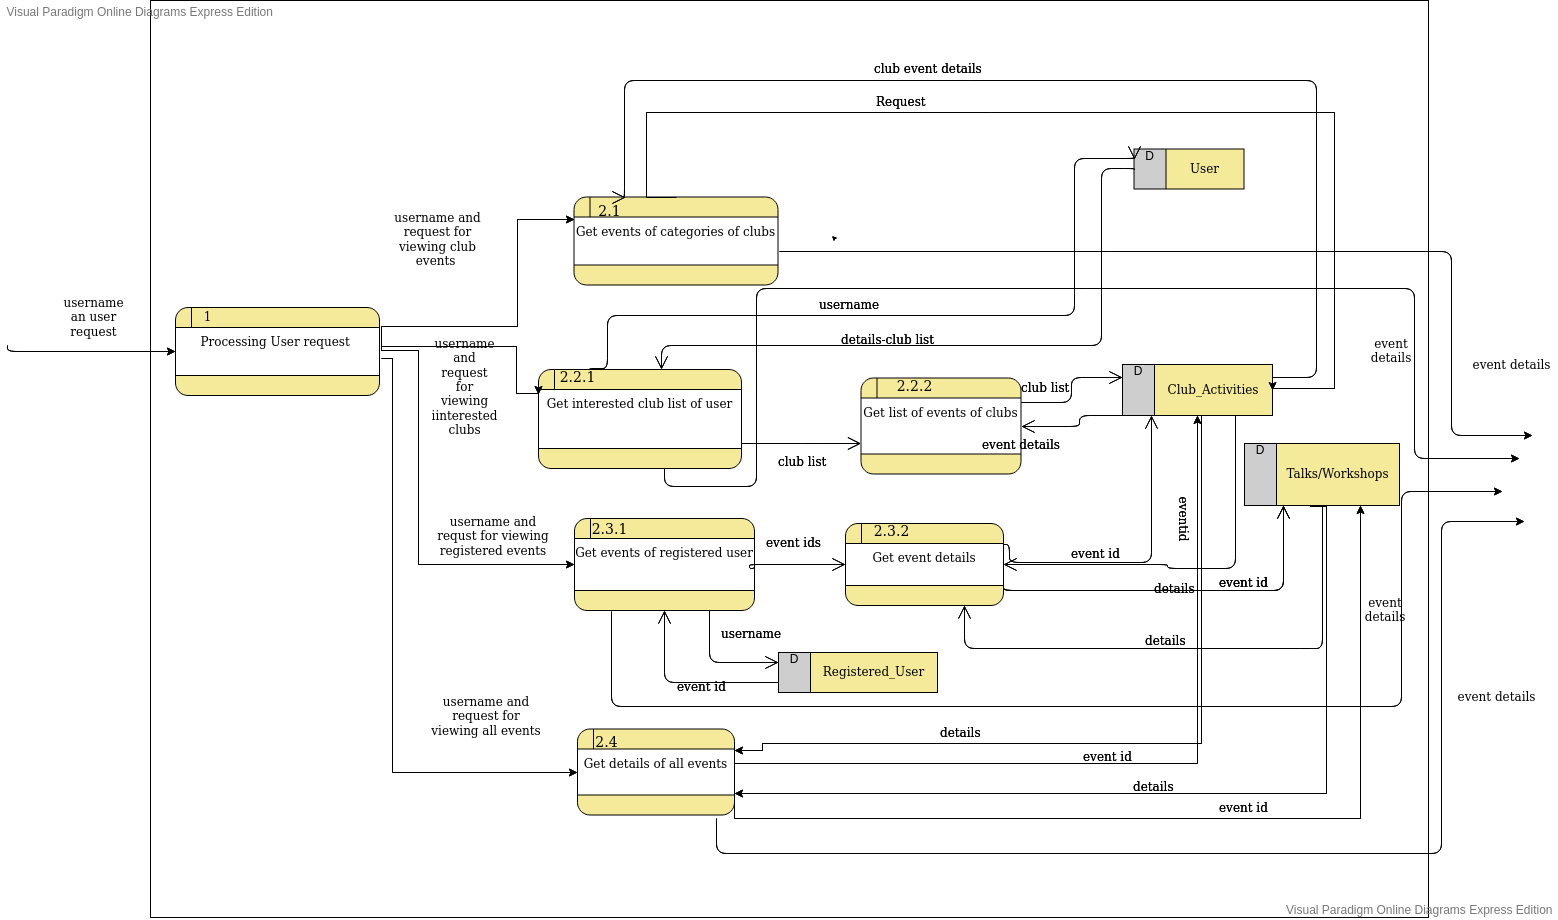 Visual Paradigm Online Diagrams Express Edition
club event details
Request
D
User
2.1
Get events of categories of clubs
username and
request for
viewing club
events
username
an user
request
1
Processing User request
username
details-club list
event
details
event details
username
and
request
for
viewing
iinterested
clubs
2.2.1
Get interested club list of user
2.2.2
Get list of events of clubs
club list
D
Club_Activities
event details
club list
D
Talks/Workshops
eventid
username and
requst for viewing
registered events
2.3.1
Get events of registered user
event ids
2.3.2
Get event details
event id
details
event id
event
details
username
details
D
Registered_User
event id
username and
request for
viewing all events
event details
2.4
Get details of all events
details
event id
details
event id
Visual Paradigm Online Diagrams Express Edition